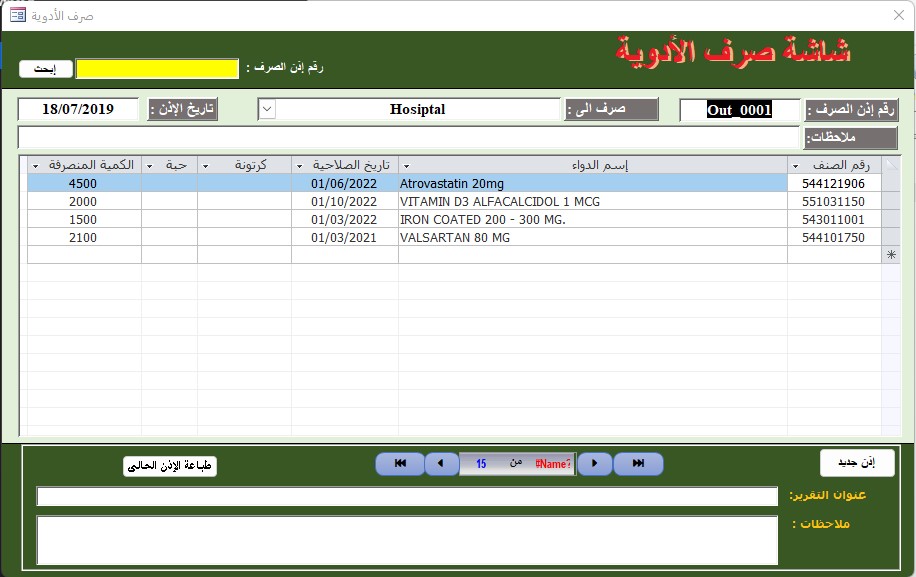 صرف الأدوية
شاشة صرف الأدوية
رقم إذن الصرف :
إبحث
رقم إذن الصرف : Out_0001 صرف الى : Hosiptal تاريخ الإذن : 18/07/2019
ملاحظات:
رقم الصنف إسم الدواء تاريخ الصلاحية كرتونة حبة الكمية المنصرفة
544121906 Atrovastatin 20mg 01/06/2022 4500
551031150 VITAMIN D3 ALFACALCIDOL 1 MCG 01/10/2022 2000
543011001 IRON COATED 200 - 300 MG. 01/03/2022 1500
544101750 VALSARTAN 80 MG 01/03/2021 2100
إذن جديد #Name? من 15 طباعة الإذن الحالى
عنوان التقرير:
ملاحظات :